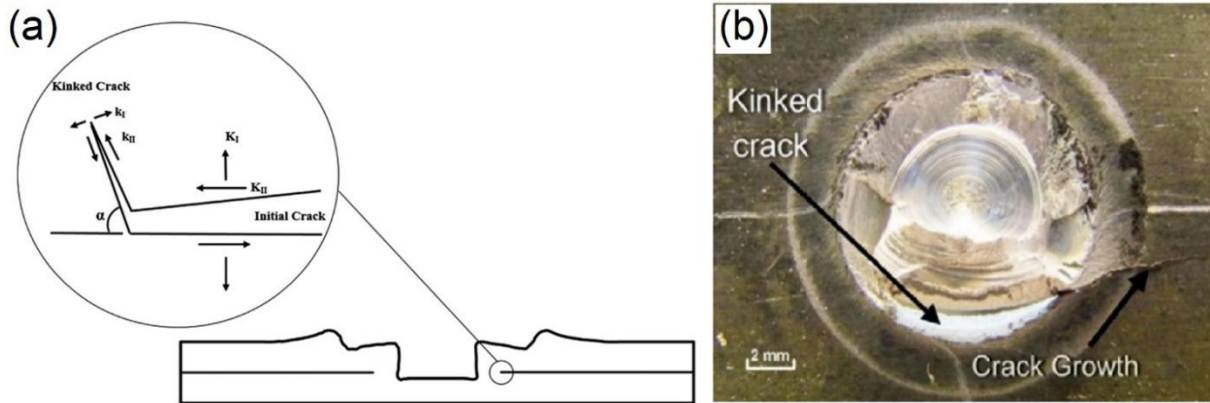 (a)
Kinked Crack
kI
kII
KI
KII
α
Initial Crack
(b)
Kinked
crack
2 mm
Crack Growth